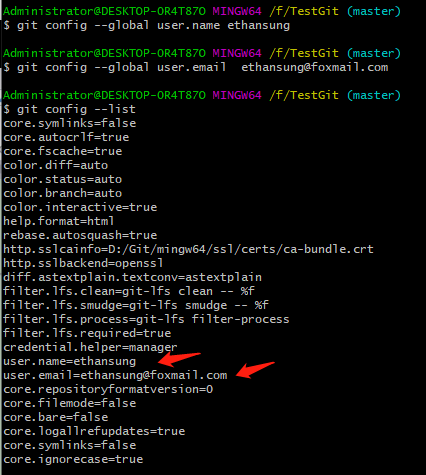 Administrator@DESKTOP-OR4T87O MINGW64 /f/TestGit (master)
$ git config --global user.name ethansung
Administrator@DESKTOP-OR4T87O MINGW64 /f/TestGit (master)
$ git config --global user.email  ethansung@foxmail.com
Administrator@DESKTOP-OR4T87O MINGW64 /f/TestGit (master)
$ git config --list
core.symlinks=false
core.autocrlf=true
core.fscache=true
color.diff=auto
color.status=auto
color.branch=auto
color.interactive=true
help.format=html
rebase.autosquash=true
http.sslcainfo=D:/Git/mingw64/ssl/certs/ca-bundle.crt
http.sslbackend=openssl
diff.astextplain.textconv=astextplain
filter.lfs.clean=git-lfs clean -- %f
filter.lfs.smudge=git-lfs smudge -- %f
filter.lfs.process=git-lfs filter-process
filter.lfs.required=true
credential.helper=manager
user.name=ethansung
user.email=ethansung@foxmail.com
core.repositoryformatversion=0
core.filemode=false
core.bare=false
core.logallrefupdates=true
core.symlinks=false
core.ignorecase=true